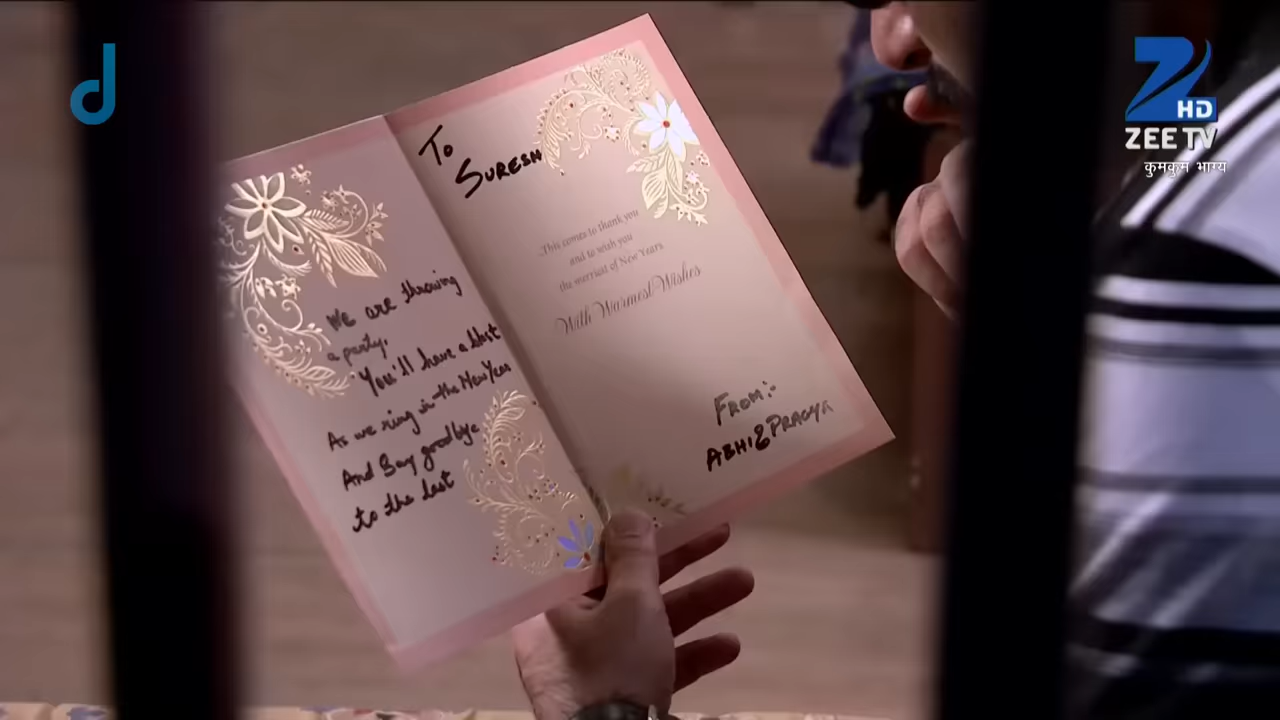 We are throwing
a party.
You'll have a blast
As we ring in the New Year
And Say goodbye
to the last
To
SURESH
This comes to thank you
and to wish you
the merriest of New Years
With Warmest Wishes
FROM:-
ABHI & PRAGYA
d
Z
HD
ZEE TV
कुमकुम भाग्य